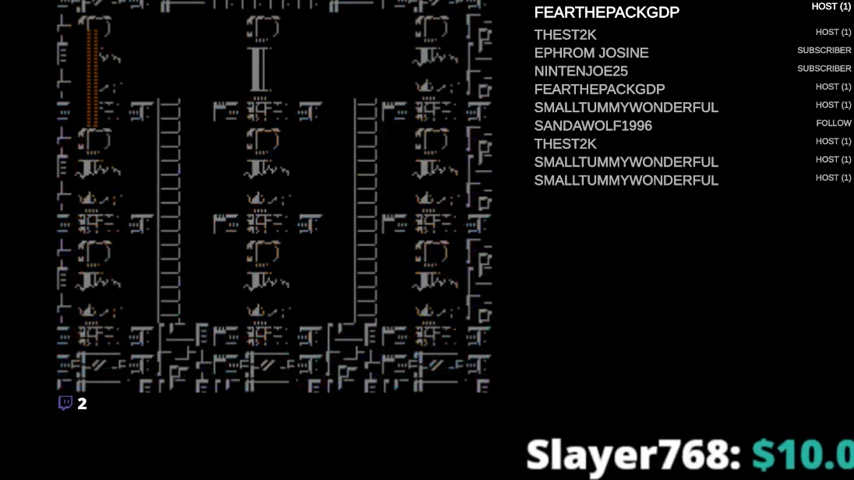 FEARTHEPACKGDP HOST (1)
THEST2K HOST (1)
EPHROM JOSINE SUBSCRIBER
NINTENJOE25 SUBSCRIBER
FEARTHEPACKGDP HOST (1)
SMALLTUMMYWONDERFUL HOST (1)
SANDAWOLF1996 FOLLOW
THEST2K HOST (1)
SMALLTUMMYWONDERFUL HOST (1)
SMALLTUMMYWONDERFUL HOST (1)
2
Slayer768: $10.0